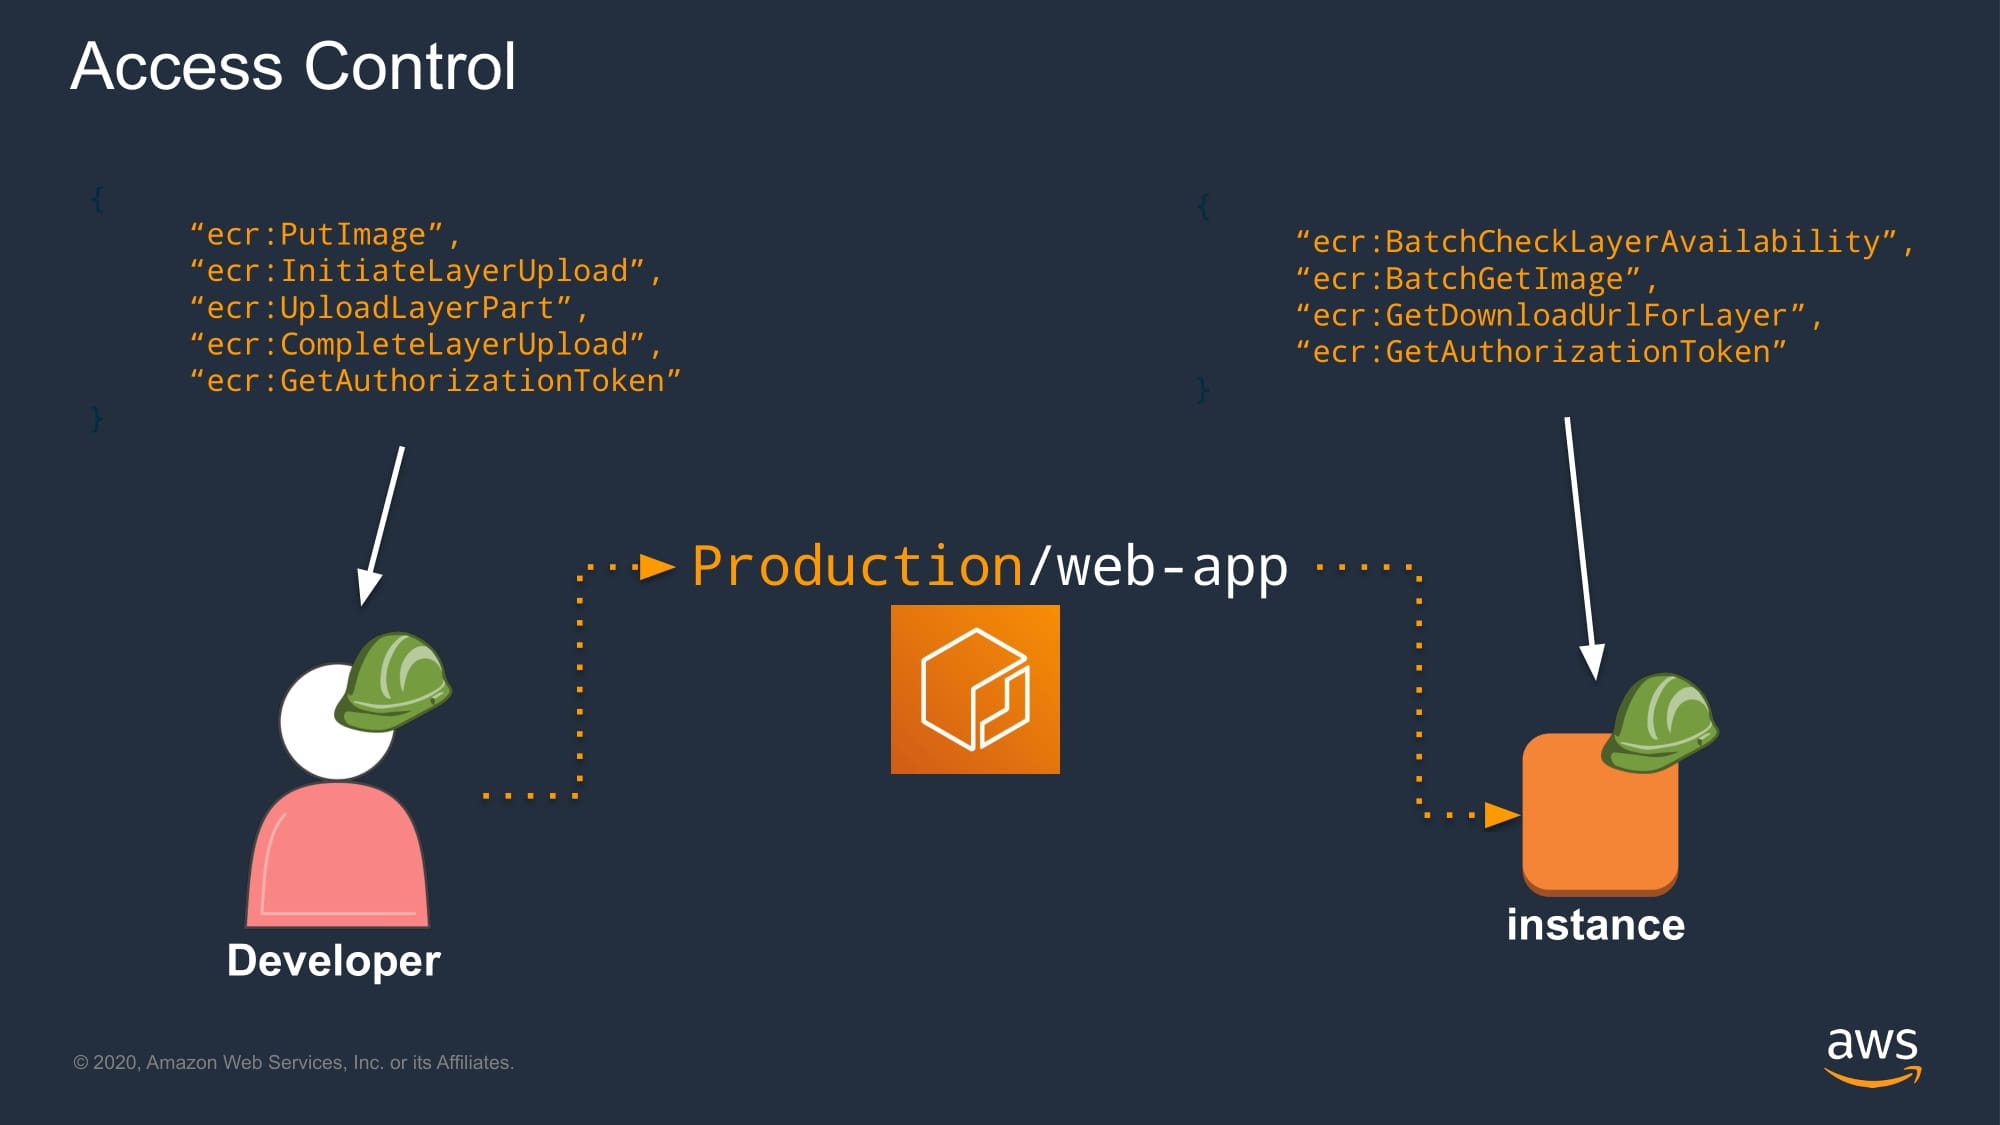 Access Control
{
“ecr:PutImage”,
“ecr:InitiateLayerUpload”,
“ecr:UploadLayerPart”,
“ecr:CompleteLayerUpload”,
“ecr:GetAuthorizationToken”
}
{
“ecr:BatchCheckLayerAvailability”,
“ecr:BatchGetImage”,
“ecr:GetDownloadUrlForLayer”,
“ecr:GetAuthorizationToken”
}
Production/web-app
Developer
instance
© 2020, Amazon Web Services, Inc. or its Affiliates.
aws